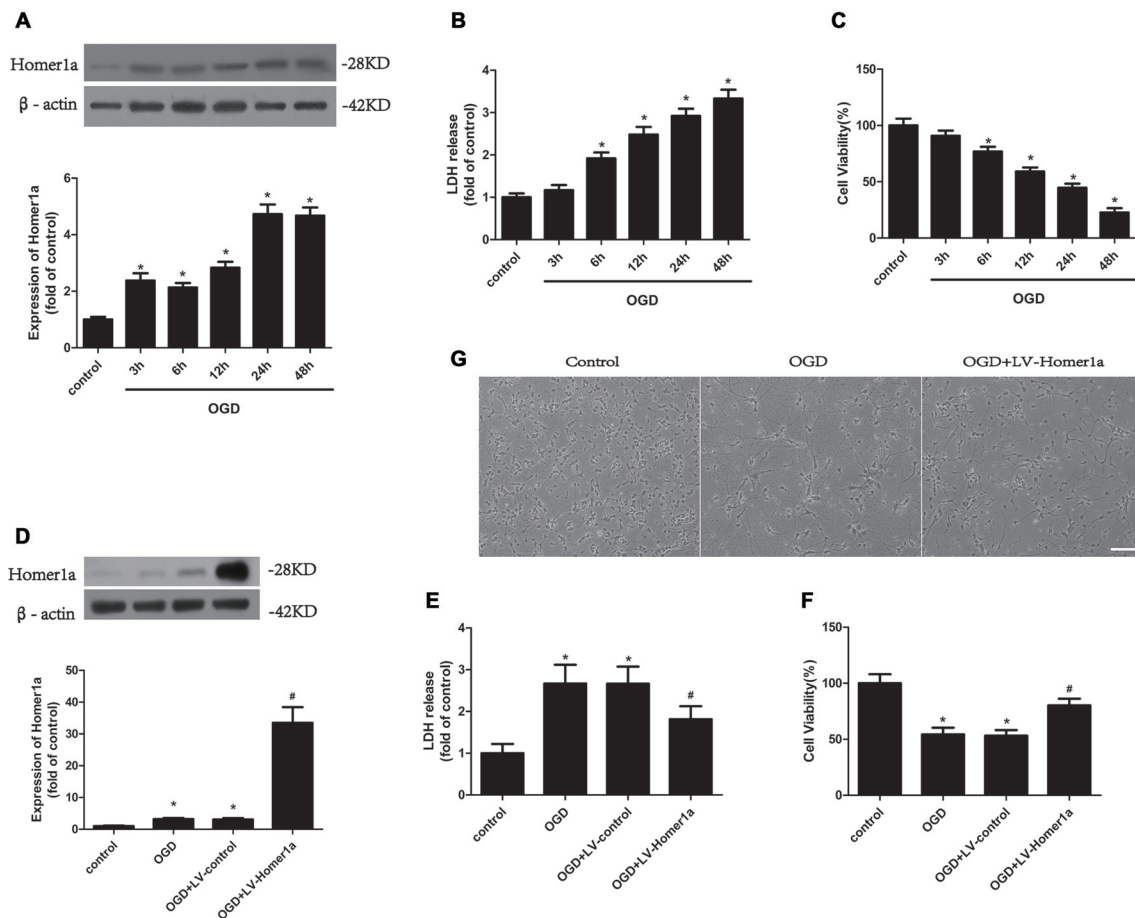 A
Homer1a
-28KD
β - actin
-42KD
Expression of Homer1a
(fold of control)
6
4
2
0
control
3h
6h
12h
24h
48h
* * * * *
OGD
B
LDH release
(fold of control)
4
3
2
1
0
control
3h
6h
12h
24h
48h
* * * *
OGD
C
Cell Viability(%)
150
100
50
0
control
3h
6h
12h
24h
48h
* * * *
OGD
G
Control
OGD
OGD+LV-Homer1a
D
Homer1a
-28KD
β - actin
-42KD
Expression of Homer1a
(fold of control)
50
40
30
20
10
0
* * #
control
OGD
OGD+LV-control
OGD+LV-Homer1a
E
LDH release
(fold of control)
4
3
2
1
0
* * #
control
OGD
OGD+LV-control
OGD+LV-Homer1a
F
Cell Viability(%)
150
100
50
0
* * #
control
OGD
OGD+LV-control
OGD+LV-Homer1a